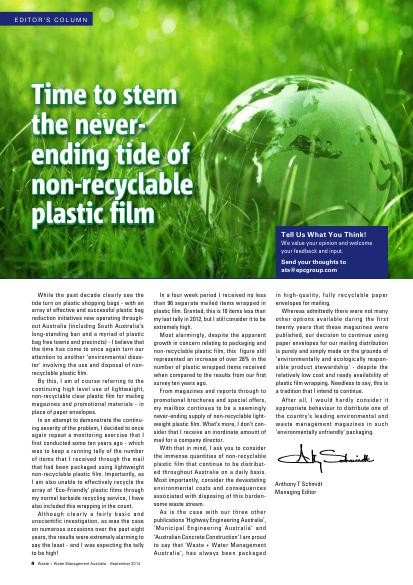 EDITOR'S COLUMN
Time to stem
the never-
ending tide of
non-recyclable
plastic film
Tell Us What You Think!
We value your opinion and welcome
your feedback and input.
Send your thoughts to
ats@epcgroup.com
While the past decade clearly see the
tide turn on plastic shopping bags - with an
array of effective and successful plastic bag
reduction initiatives now operating through-
out Australia (including South Australia's
long-standing ban and a myriad of plastic
bag free towns and precincts) - I believe that
the time has come to once again turn our
attention to another 'environmental disas-
ter' involving the use and disposal of non-
recyclable plastic film.
By this, I am of course referring to the
continuing high level use of lightweight,
non-recyclable clear plastic film for mailing
magazines and promotional materials - in
place of paper envelopes.
In an attempt to demonstrate the continu-
ing severity of the problem, I decided to once
again repeat a monitoring exercise that I
first conducted some ten years ago - which
was to keep a running tally of the number
of items that I received through the mail
that had been packaged using lightweight
non-recyclable plastic film. Importantly, as
I am also unable to effectively recycle the
array of 'Eco-Friendly' plastic films through
my normal kerbside recycling service, I have
also included this wrapping in the count.
Although clearly a fairly basic and
unscientific investigation, as was the case
on numerous occasions over the past eight
years, the results were extremely alarming to
say the least - and I was expecting the tally
to be high!
In a four week period I received no less
than 96 separate mailed items wrapped in
plastic film. Granted, this is 18 items less than
my last tally in 2012, but I still consider it to be
extremely high.
Most alarmingly, despite the apparent
growth in concern relating to packaging and
non-recyclable plastic film, this figure still
represented an increase of over 26% in the
number of plastic wrapped items received
when compared to the results from our first
survey ten years ago.
From magazines and reports through to
promotional brochures and special offers,
my mailbox continues to be a seemingly
never-ending supply of non-recyclable light-
weight plastic film. What's more, I don't con-
sider that I receive an inordinate amount of
mail for a company director.
With that in mind, I ask you to consider
the immense quantities of non-recyclable
plastic film that continue to be distribut-
ed throughout Australia on a daily basis.
Most importantly, consider the devastating
environmental costs and consequences
associated with disposing of this burden-
some waste stream.
As is the case with our three other
publications 'Highway Engineering Australia',
'Municipal Engineering Australia' and
'Australian Concrete Construction' I am proud
to say that 'Waste + Water Management
Australia', has always been packaged
in high-quality, fully recyclable paper
envelopes for mailing.
Whereas admittedly there were not many
other options available during the first
twenty years that these magazines were
published, our decision to continue using
paper envelopes for our mailing distribution
is purely and simply made on the grounds of
'environmentally and ecologically respon-
sible product stewardship' - despite the
relatively low cost and ready availability of
plastic film wrapping. Needless to say, this is
a tradition that I intend to continue.
After all, I would hardly consider it
appropriate behaviour to distribute one of
the country's leading environmental and
waste management magazines in such
'environmentally unfriendly' packaging.
Anthony T Schmidt
Managing Editor
4 Waste + Water Management Australia - September 2014